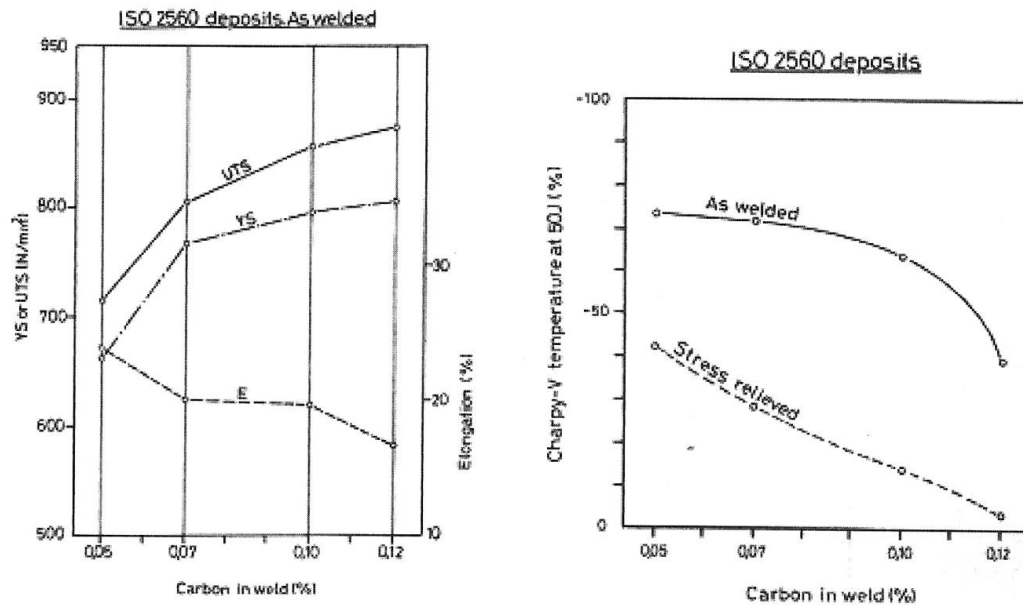 ISO 2560 deposits. As welded
950
900
800
700
600
500
YS or UTS (N/mm²)
UTS
YS
E
30
20
10
Elongation (%)
0,05 0,07 0,10 0,12
Carbon in weld (%)
ISO 2560 deposits
-100
-50
0
Charpy-V temperature at 50J (%)
As welded
Stress relieved
0,05 0,07 0,10 0,12
Carbon in weld (%)